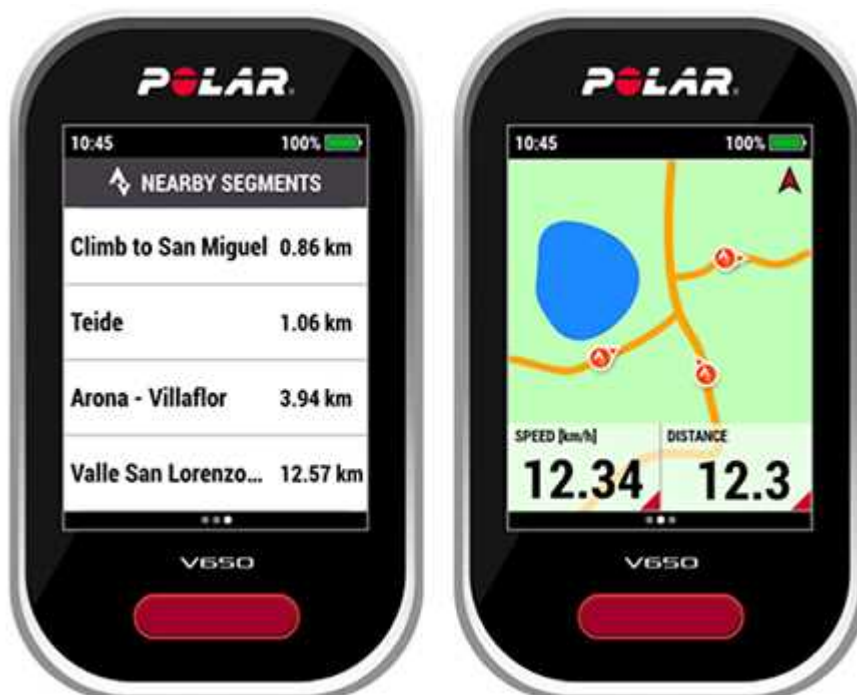 POLAR
10:45 100%
NEARBY SEGMENTS
Climb to San Miguel 0.86 km
Teide 1.06 km
Arona - Villaflor 3.94 km
Valle San Lorenzo... 12.57 km
V650
POLAR
10:45 100%
SPEED [km/h] DISTANCE
12.34 12.3
V650